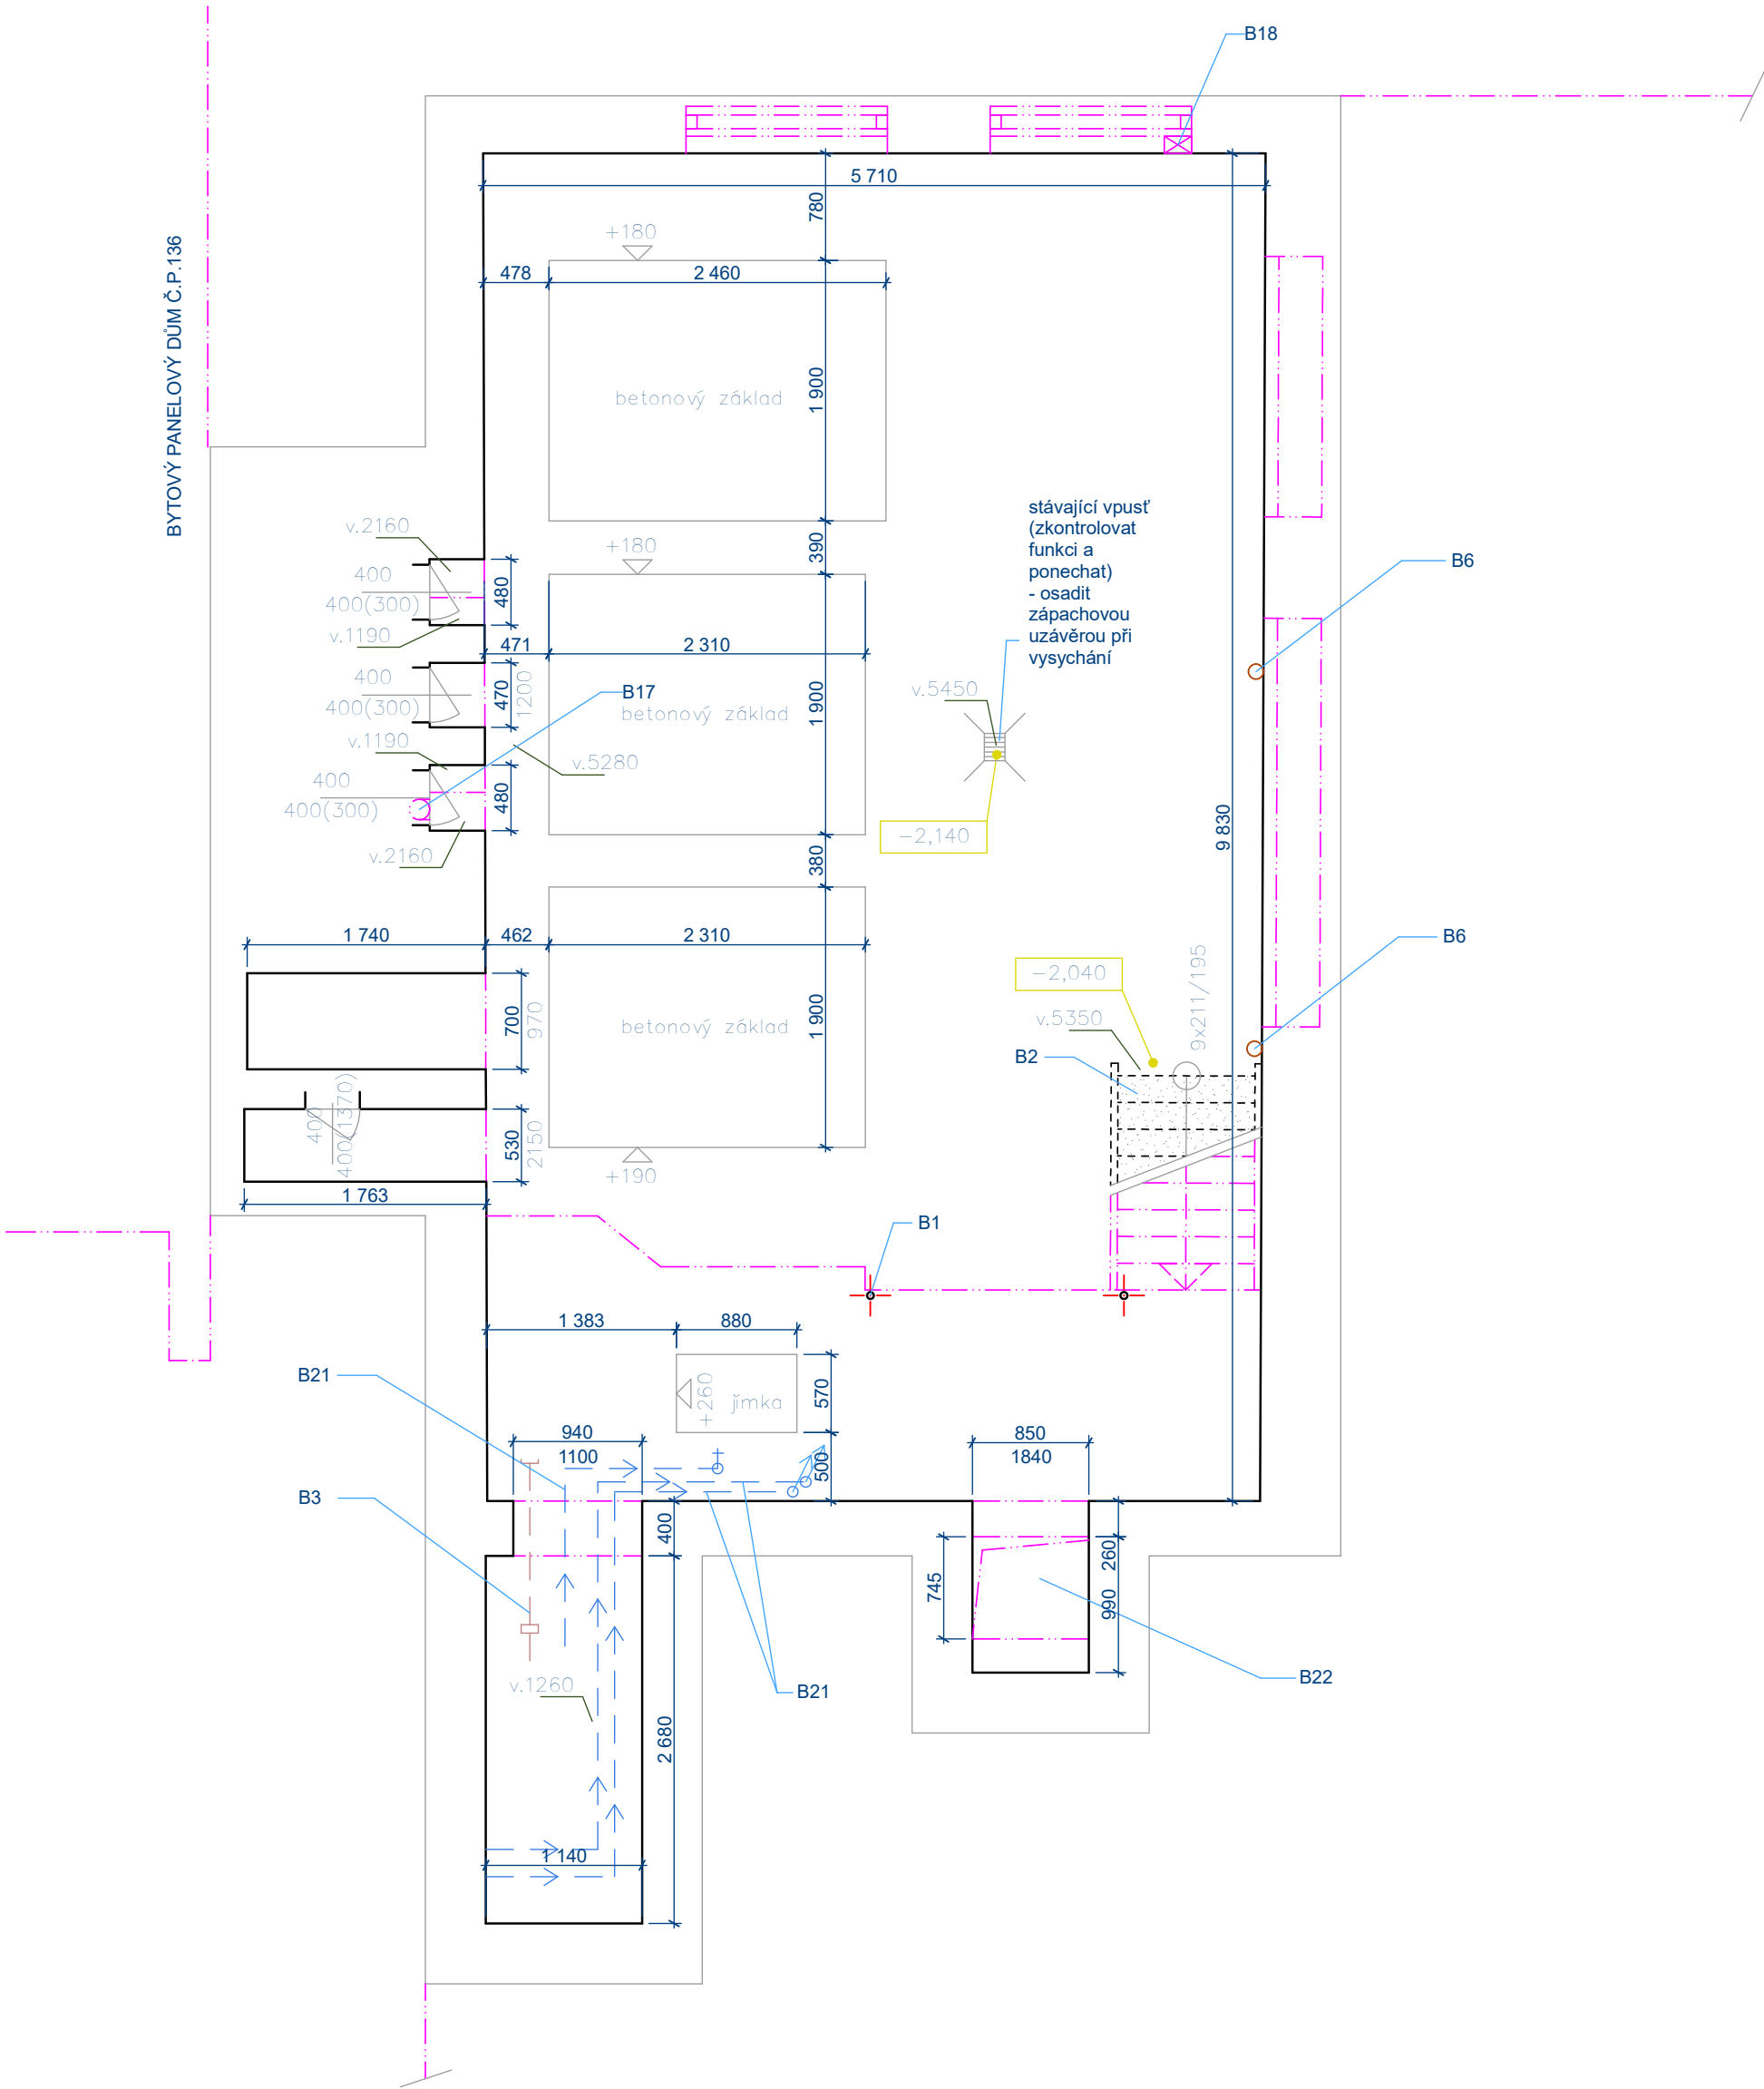 B18
5 710
780
+180
478
2 460
BYTOVÝ PANELOVÝ DŮM Č.P.136
betonový základ
1 900
stávající vpusť
(zkontrolovat
funkci a
ponechat)
- osadit
zápachovou
uzávěrou při
vysychání
v.2160
+180
390
B6
400
400(300)
480
v.1190
471
2 310
400
400(300)
470
1200
B17
betonový základ
1 900
v.5450
v.1190
v.5280
400
400(300)
480
−2,140
9 830
v.2160
380
1 740
462
2 310
B6
−2,040
9x211/195
700
970
betonový základ
1 900
v.5350
B2
400
400(1370)
530
2150
+190
1 763
B1
1 383
880
B21
+260
jímka
570
940
1100
500
850
1840
B3
400
260
745
990
v.1260
B21
B22
2 680
1 140